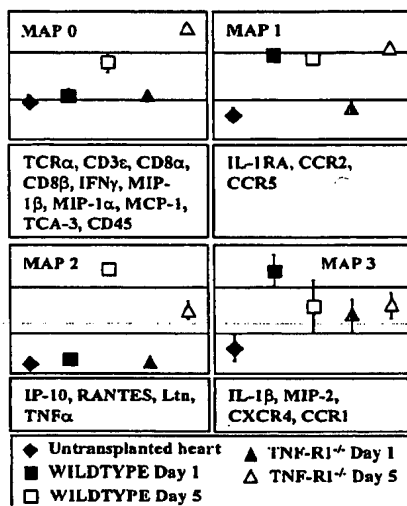 MAP 0
MAP 1
TCRα, CD3ε, CD8α,
CD8β, IFNγ, MIP-
1β, MIP-1α, MCP-1,
TCA-3, CD45
IL-1RA, CCR2,
CCR5
MAP 2
MAP 3
IP-10, RANTES, Ltn,
TNFα
IL-1β, MIP-2,
CXCR4, CCR1
Untransplanted heart
WILDTYPE Day 1
WILDTYPE Day 5
TNF-R1-/- Day 1
TNF-R1-/- Day 5